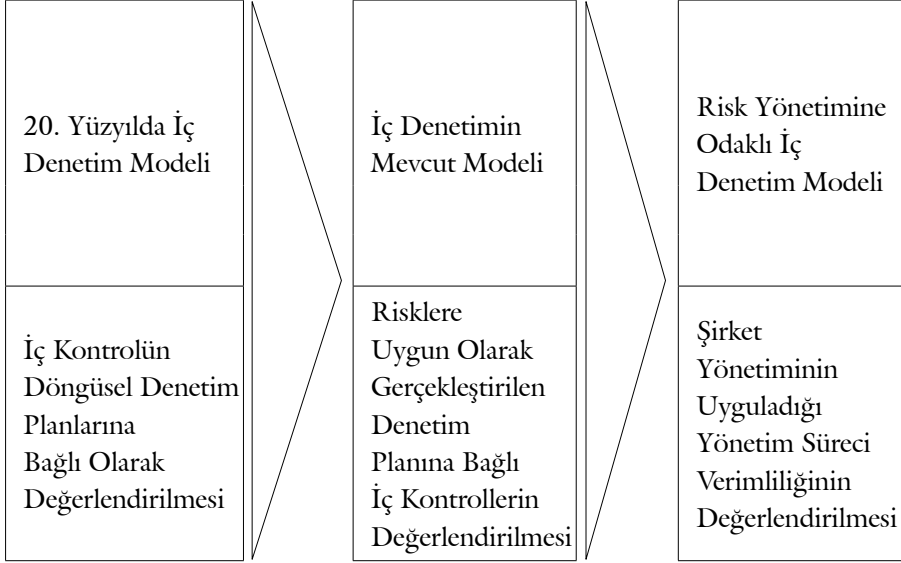 20. Yüzyılda İç
Denetim Modeli
İç Denetimin
Mevcut Modeli
Risk Yönetimine
Odaklı İç
Denetim Modeli
İç Kontrolün
Döngüsel Denetim
Planlarına
Bağlı Olarak
Değerlendirilmesi
Risklere
Uygun Olarak
Gerçekleştirilen
Denetim
Planına Bağlı
İç Kontrollerin
Değerlendirilmesi
Şirket
Yönetiminin
Uyguladığı
Yönetim Süreci
Verimliliğinin
Değerlendirilmesi